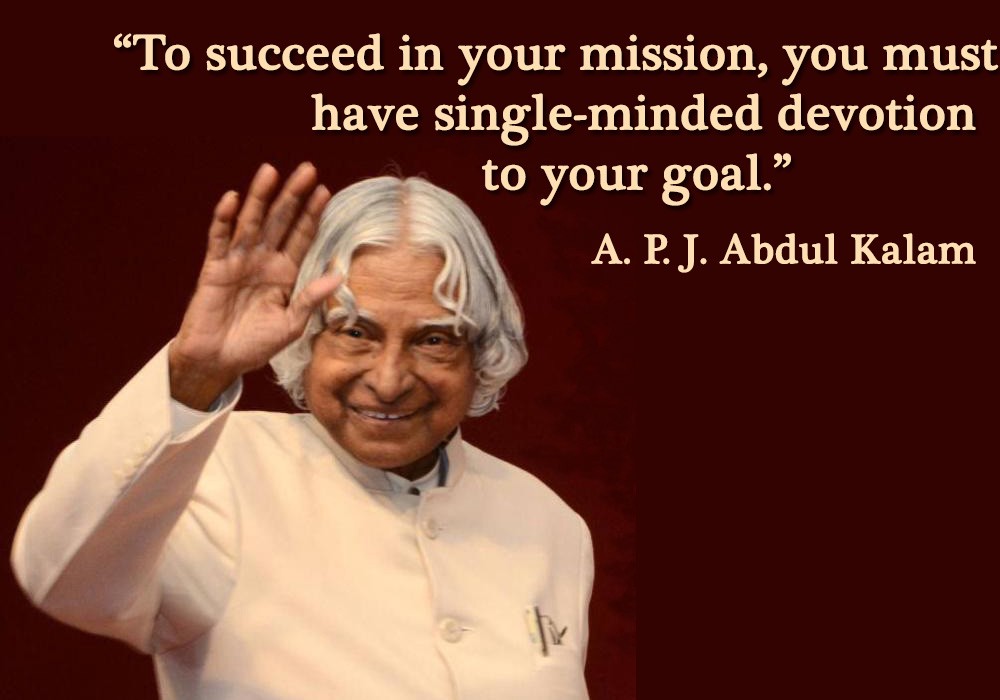 “To succeed in your mission, you must
have single-minded devotion
to your goal.”
A. P. J. Abdul Kalam